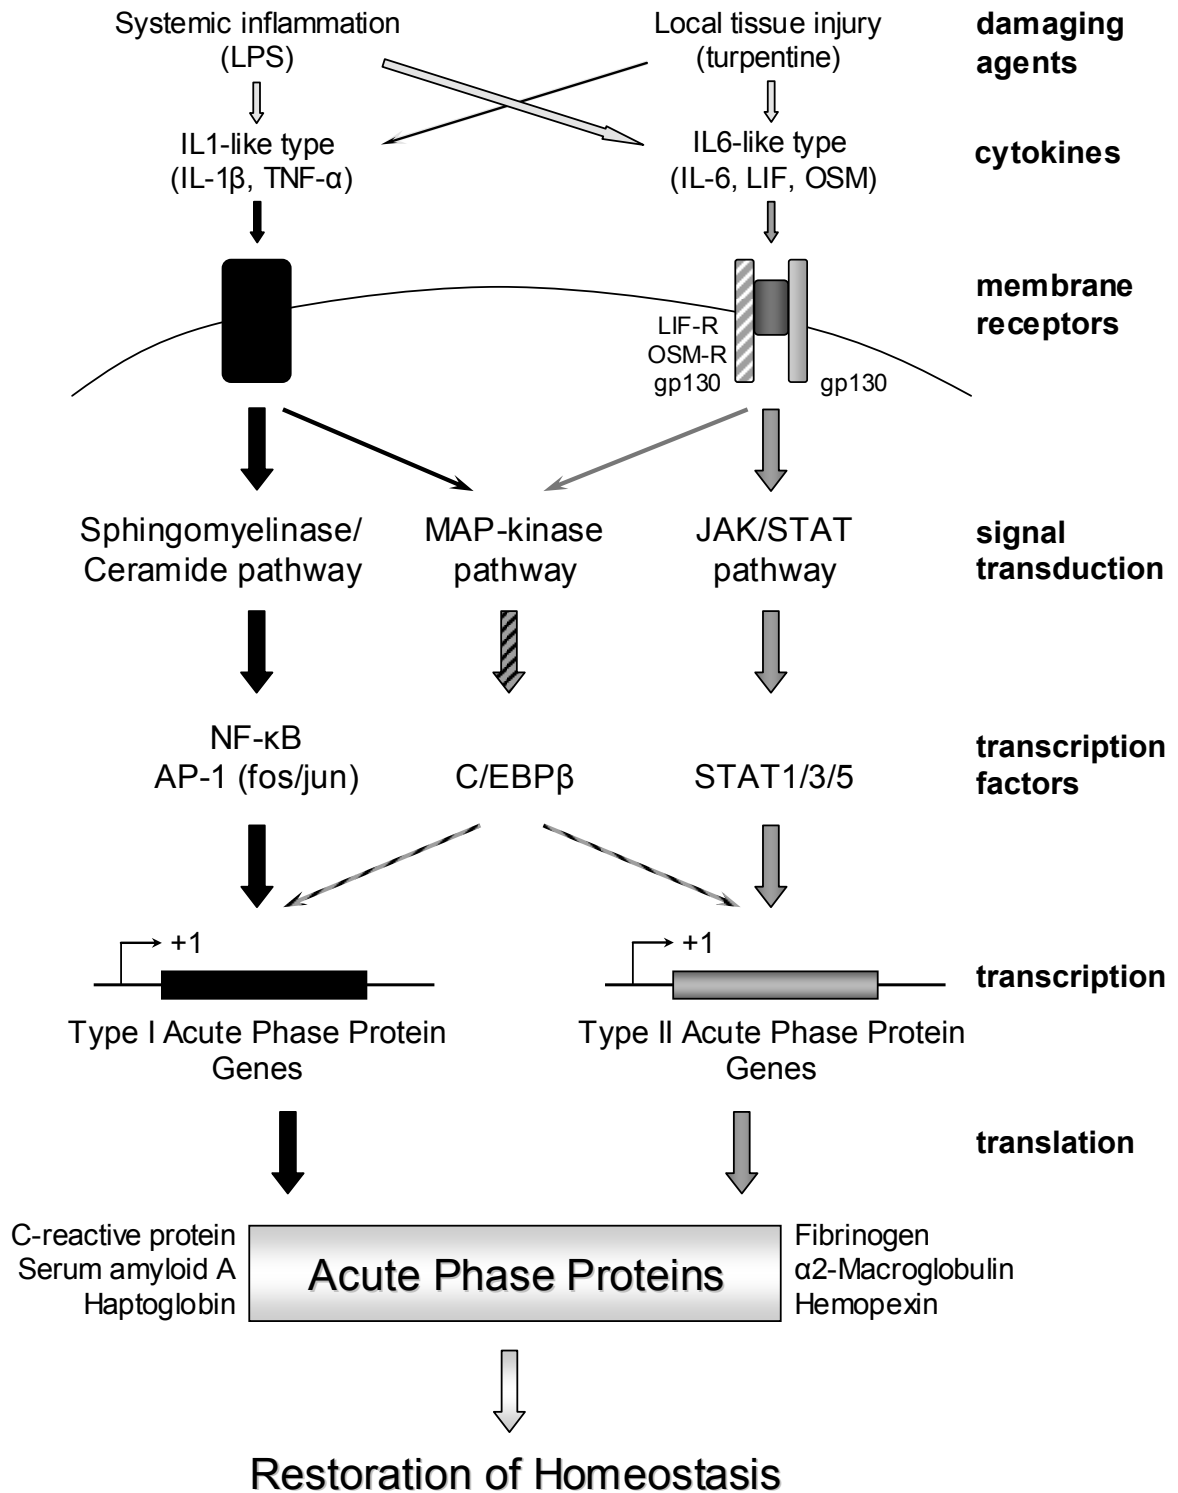 Systemic inflammation
(LPS)
Local tissue injury
(turpentine)
damaging
agents
IL1-like type
(IL-1β, TNF-α)
IL6-like type
(IL-6, LIF, OSM)
cytokines
membrane
receptors
LIF-R
OSM-R
gp130
gp130
Sphingomyelinase/
Ceramide pathway
MAP-kinase
pathway
JAK/STAT
pathway
signal
transduction
NF-κB
AP-1 (fos/jun)
C/EBPβ
STAT1/3/5
transcription
factors
+1
+1
transcription
Type I Acute Phase Protein
Genes
Type II Acute Phase Protein
Genes
translation
C-reactive protein
Serum amyloid A
Haptoglobin
Acute Phase Proteins
Fibrinogen
α2-Macroglobulin
Hemopexin
Restoration of Homeostasis